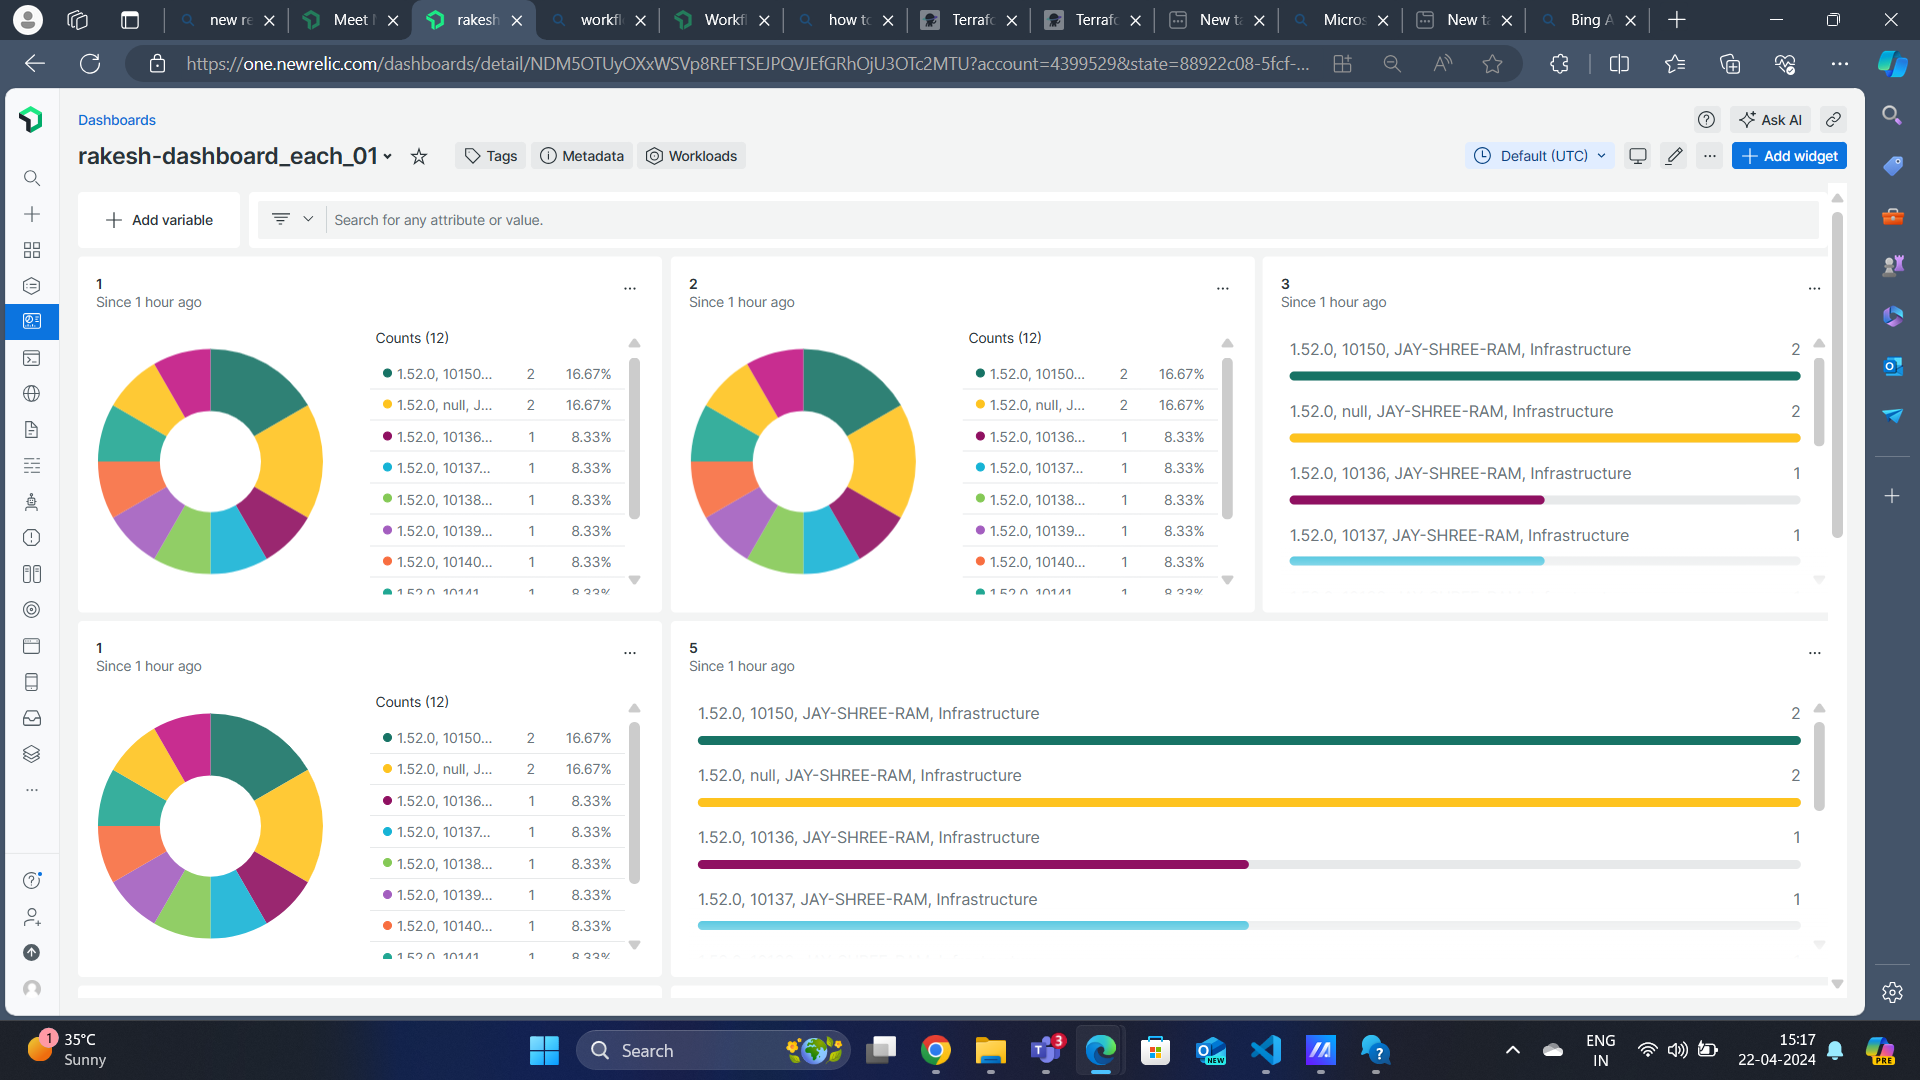 new re
Meet
rakesh
workfl
Workfl
how to
Terrafo
Terrafo
New ta
Micros
New ta
Bing A
https://one.newrelic.com/dashboards/detail/NDM5OTUyOXxWSVp8REFTSEJPQVJEfGRhOjU3OTc2MTU?account=4399529&state=88922c08-5fcf-...
Dashboards
Ask AI
rakesh-dashboard_each_01
Tags
Metadata
Workloads
Default (UTC)
Add widget
Add variable
Search for any attribute or value.
1
Since 1 hour ago
Counts (12)
1.52.0, 10150... 2 16.67%
1.52.0, null, J... 2 16.67%
1.52.0, 10136... 1 8.33%
1.52.0, 10137... 1 8.33%
1.52.0, 10138... 1 8.33%
1.52.0, 10139... 1 8.33%
1.52.0, 10140... 1 8.33%
1.52.0, 10141 1 8.33%
2
Since 1 hour ago
Counts (12)
1.52.0, 10150... 2 16.67%
1.52.0, null, J... 2 16.67%
1.52.0, 10136... 1 8.33%
1.52.0, 10137... 1 8.33%
1.52.0, 10138... 1 8.33%
1.52.0, 10139... 1 8.33%
1.52.0, 10140... 1 8.33%
1.52.0, 10141 1 8.33%
3
Since 1 hour ago
1.52.0, 10150, JAY-SHREE-RAM, Infrastructure 2
1.52.0, null, JAY-SHREE-RAM, Infrastructure 2
1.52.0, 10136, JAY-SHREE-RAM, Infrastructure 1
1.52.0, 10137, JAY-SHREE-RAM, Infrastructure 1
1
Since 1 hour ago
Counts (12)
1.52.0, 10150... 2 16.67%
1.52.0, null, J... 2 16.67%
1.52.0, 10136... 1 8.33%
1.52.0, 10137... 1 8.33%
1.52.0, 10138... 1 8.33%
1.52.0, 10139... 1 8.33%
1.52.0, 10140... 1 8.33%
1.52.0, 10141 1 8.33%
5
Since 1 hour ago
1.52.0, 10150, JAY-SHREE-RAM, Infrastructure 2
1.52.0, null, JAY-SHREE-RAM, Infrastructure 2
1.52.0, 10136, JAY-SHREE-RAM, Infrastructure 1
1.52.0, 10137, JAY-SHREE-RAM, Infrastructure 1
1
35°C
Sunny
Search
3
NEW
ENG
IN
15:17
22-04-2024
PRE